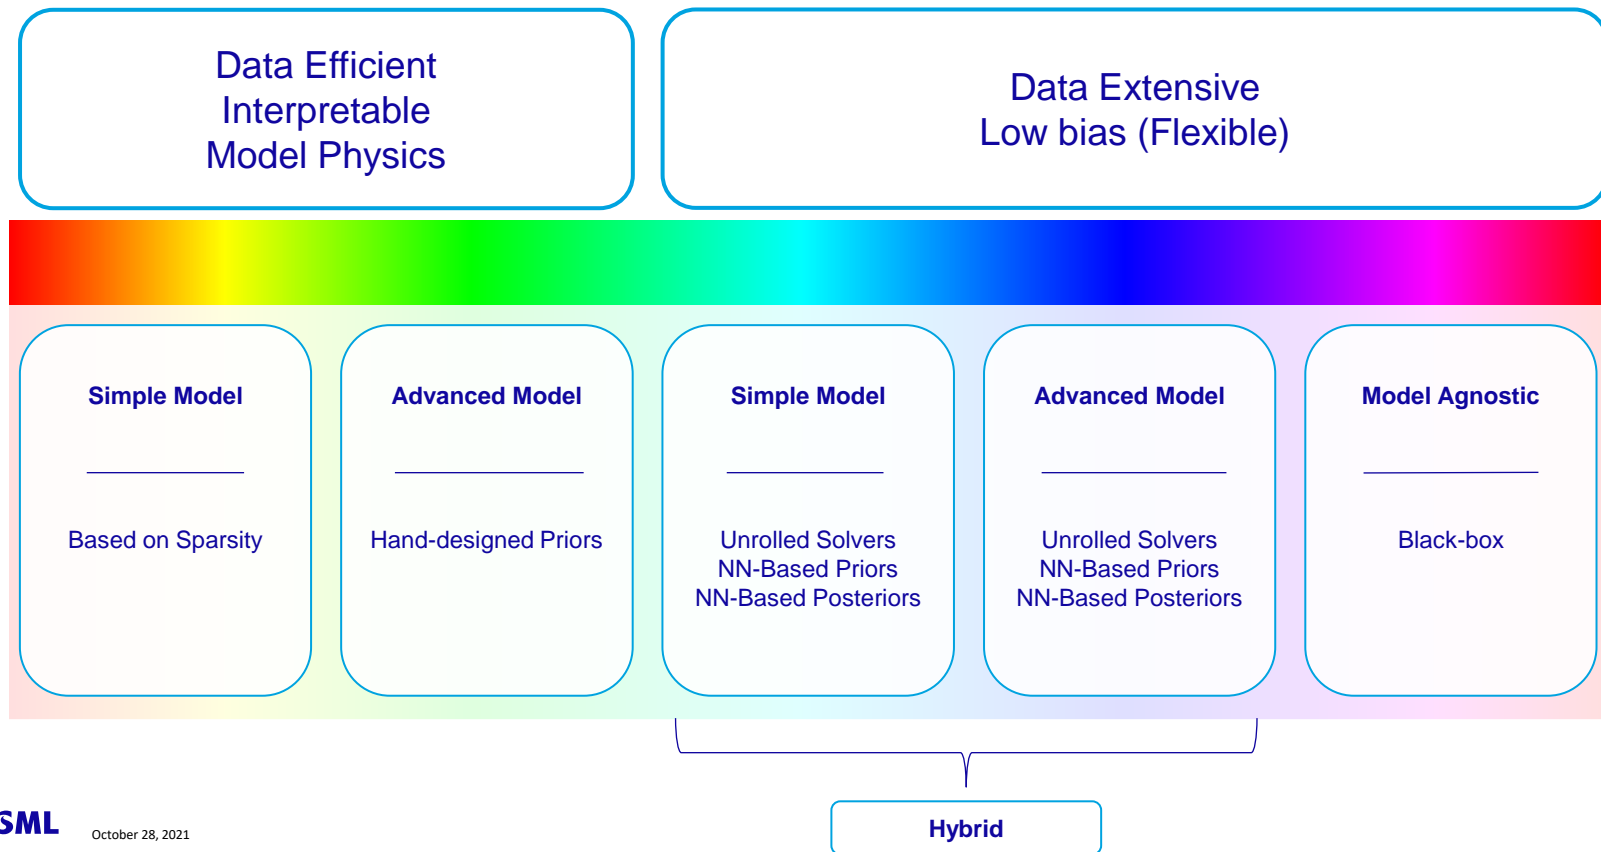 Data Efficient
Interpretable
Model Physics
Data Extensive
Low bias (Flexible)
Simple Model
Based on Sparsity
Advanced Model
Hand-designed Priors
Simple Model
Unrolled Solvers
NN-Based Priors
NN-Based Posteriors
Advanced Model
Unrolled Solvers
NN-Based Priors
NN-Based Posteriors
Model Agnostic
Black-box
Hybrid
SML
October 28, 2021